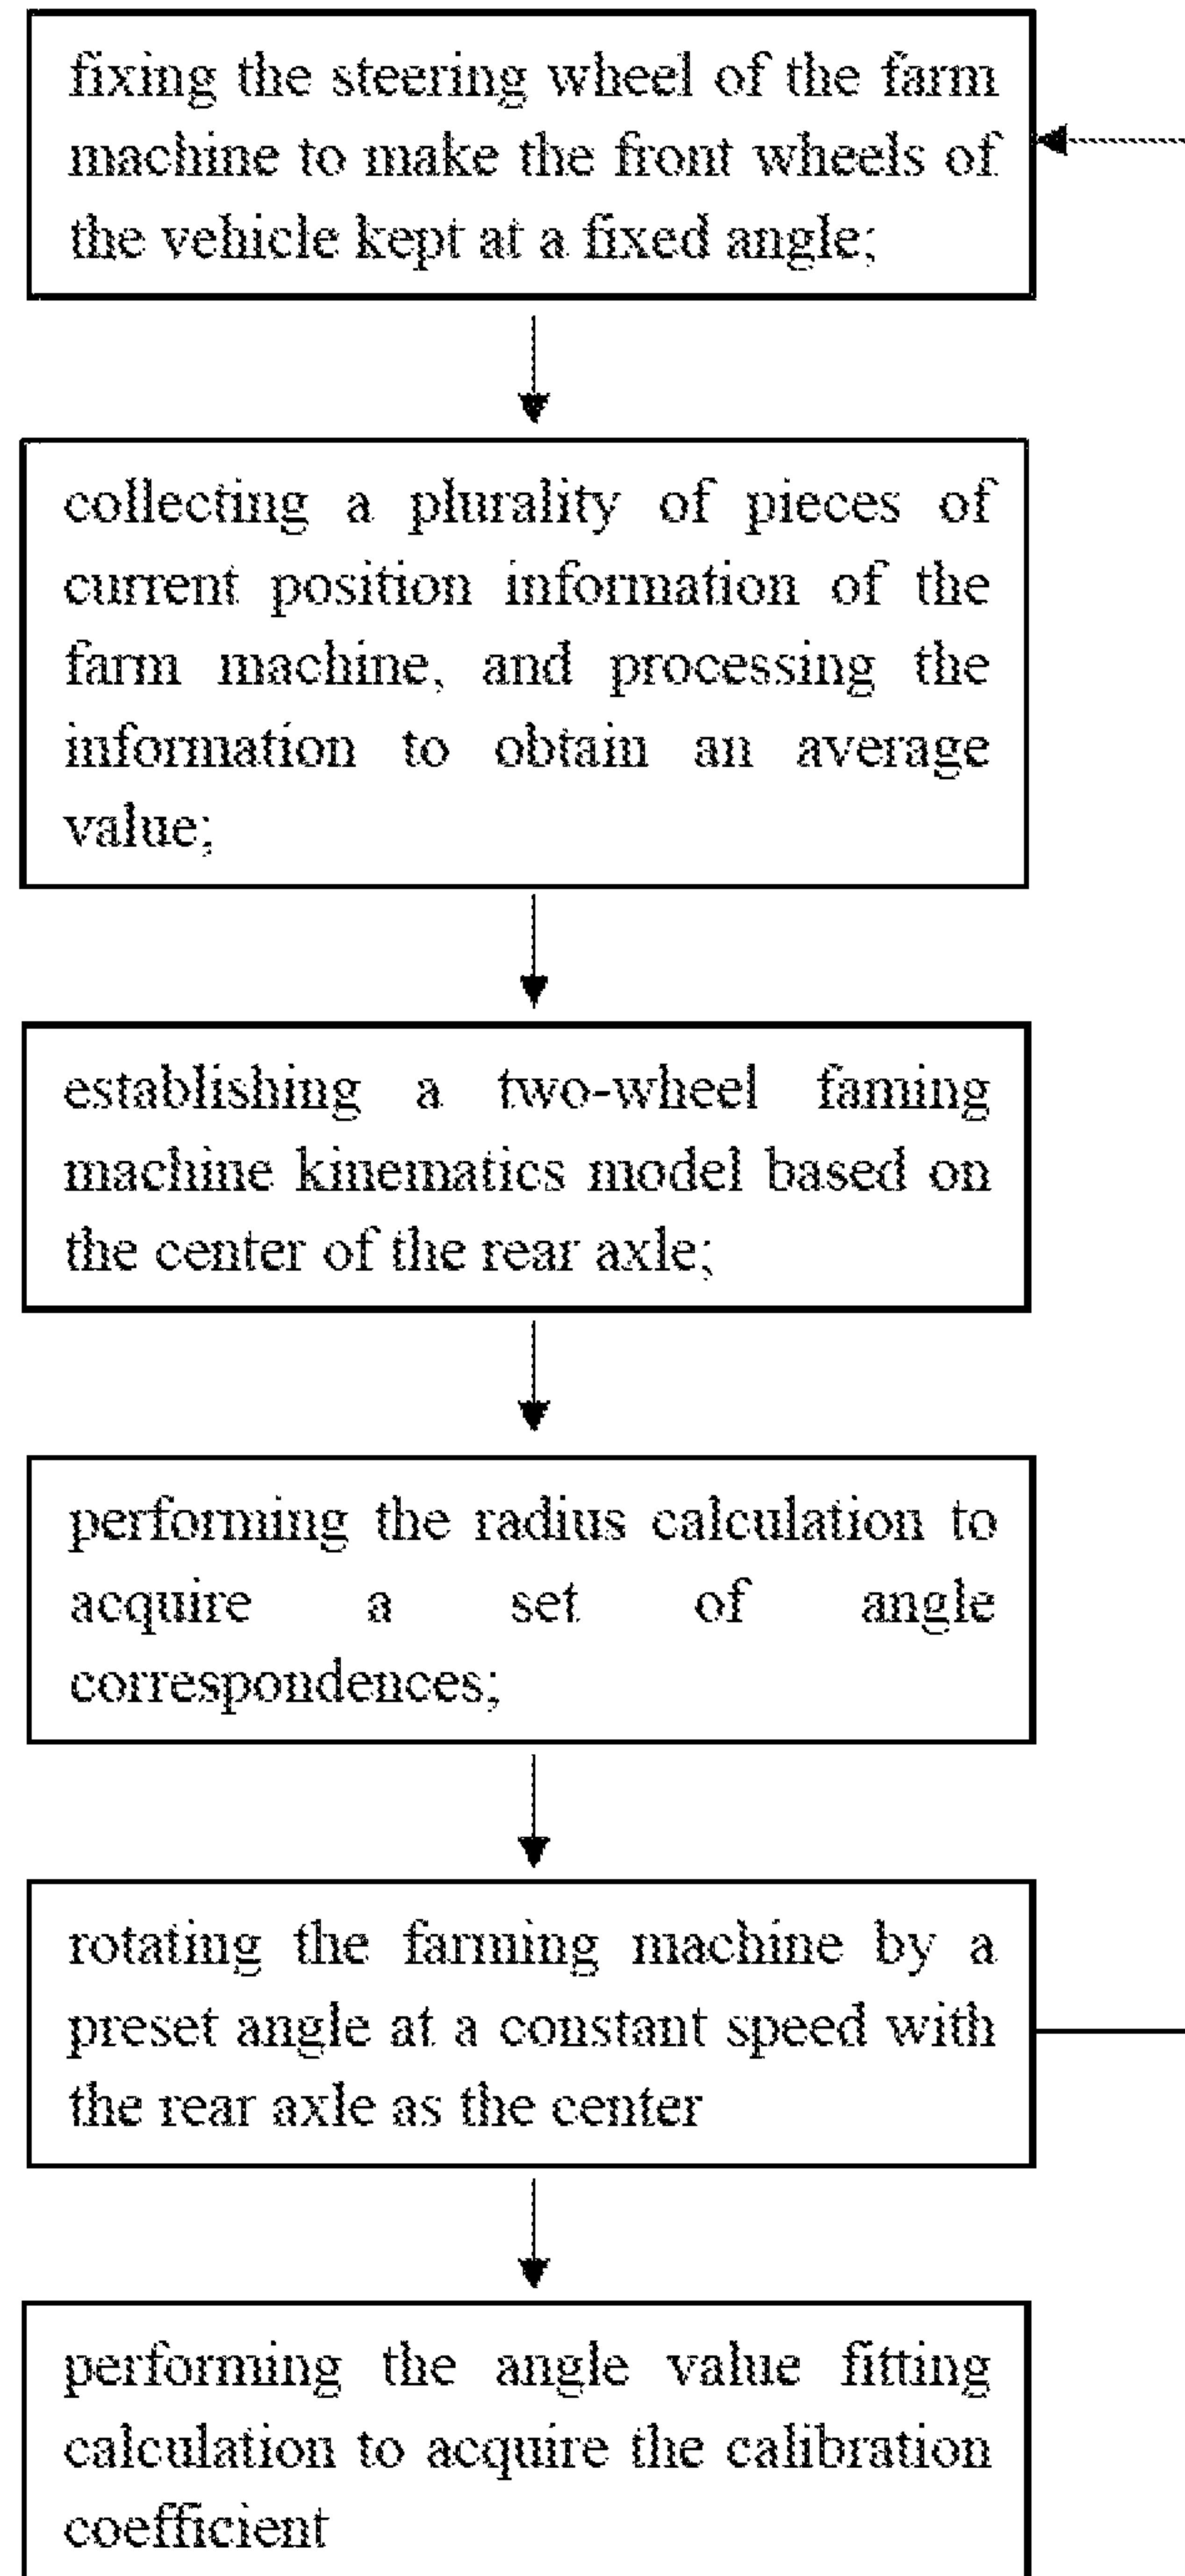 fixing the steering wheel of the farm
machine to make the front wheels of
the vehicle kept at a fixed angle;
collecting a plurality of pieces of
current position information of the
farm machine, and processing the
information to obtain an average
value;
establishing a two-wheel faming
machine kinematics model based on
the center of the rear axle;
performing the radius calculation to
acquire a set of angle
correspondences;
rotating the farming machine by a
preset angle at a constant speed with
the rear axle as the center
performing the angle value fitting
calculation to acquire the calibration
coefficient